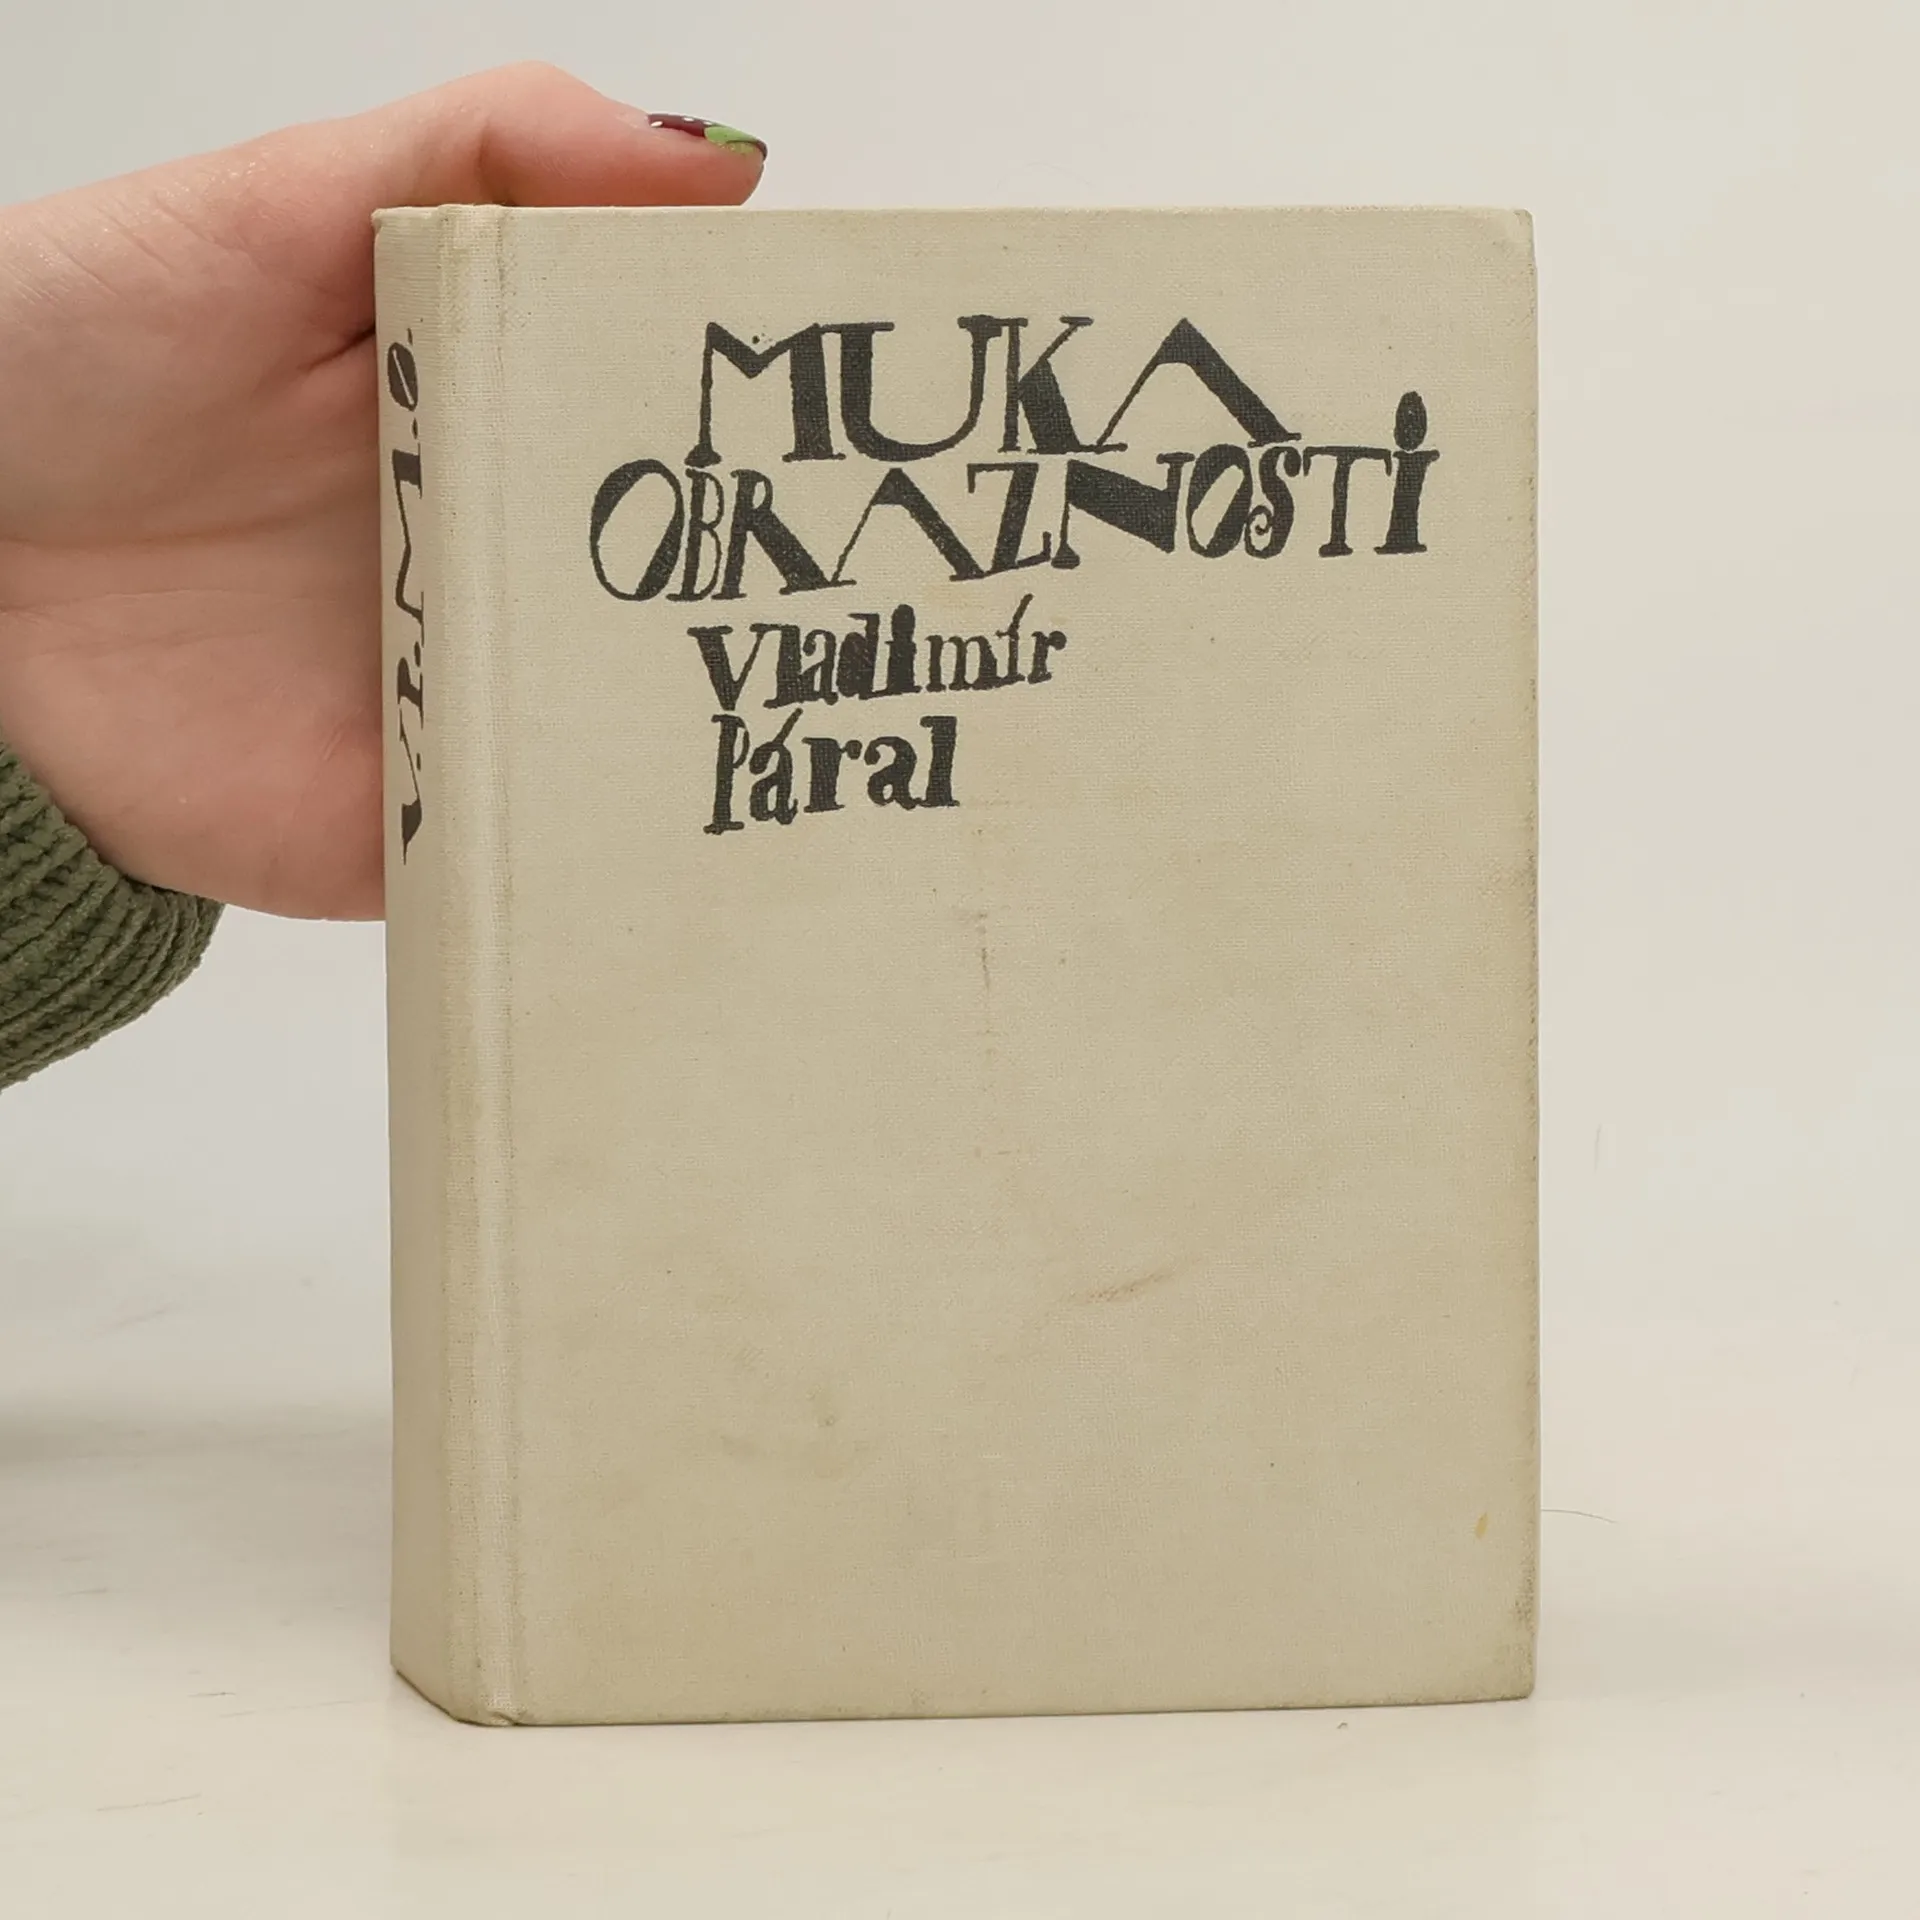 MUKA
OBRAZNOSTI
Vladimír
Páral
V.P.M.O.